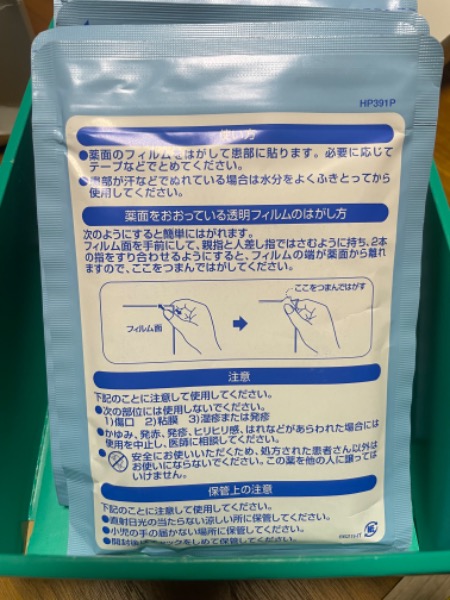 HP391P
使い方
●薬面のフィルムをはがして患部に貼ります。必要に応じて
テープなどでとめてください。
●患部が汗などでぬれている場合は水分をよくふきとってから
使用してください。
薬面をおおっている透明フィルムのはがし方
次のようにすると簡単にはがれます。
フィルム面を手前にして、親指と人差し指ではさむように持ち、2本
の指をすり合わせるようにすると、フィルムの端が薬面から離れ
ますので、ここをつまんではがしてください。
ここをつまんではがす
フィルム面
注意
下記のことに注意して使用してください。
●次の部位には使用しないでください。
1)傷口 2)粘膜 3)湿疹または発疹
●かゆみ、発赤、発疹、ヒリヒリ感、はれなどがあらわれた場合には
使用を中止し、医師に相談してください。
●安全にお使いいただくため、処方された患者さん以外は
お使いにならないでください。この薬を他の人に譲っては
いけません。
保管上の注意
下記のことに注意して使用してください。
●直射日光の当たらない涼しい所に保管してください。
●小児の手の届かない場所に保管してください。
●開封後はチャックをしめて保管してください。